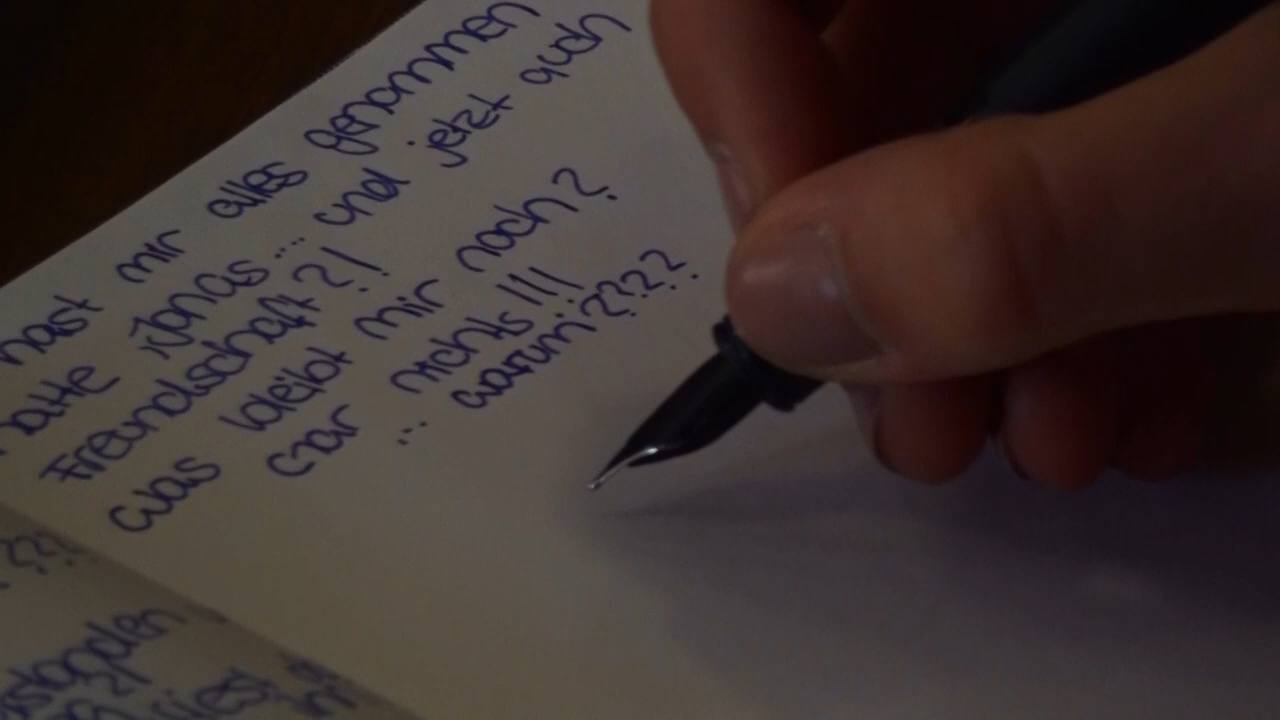 hast mir alles genommen
hatte Jonas.... und jetzt auch
Freundschaft?!
was bleibt mir noch?
Gar nichts!!!
... warum????
??!